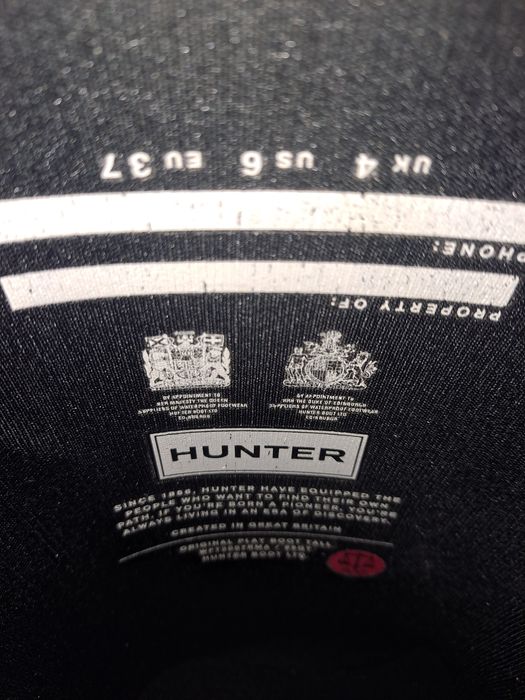 UK 4 US 6 EU 37
PHONE:
PROPERTY OF:
BY APPOINTMENT TO
HER MAJESTY THE QUEEN
SUPPLIERS OF WATERPROOF FOOTWEAR
HUNTER BOOT LTD
EDINBURGH
BY APPOINTMENT TO
HRH THE DUKE OF EDINBURGH
SUPPLIERS OF WATERPROOF FOOTWEAR
HUNTER BOOT LTD
EDINBURGH
HUNTER
SINCE HUNTER HAVE EQUIPPED THE
PEOPLE WHO WANT TO FIND THEIR OWN
PATH. IF YOU'RE BORN A PIONEER, YOU'RE
ALWAYS LIVING IN AN ERA OF DISCOVERY.
CREATED IN GREAT BRITAIN
ORIGINAL PLAY BOOT
HUNTER BOOT LTD